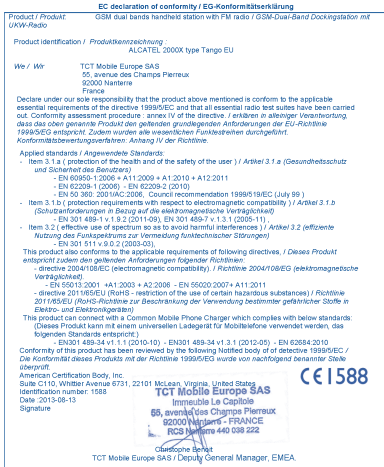 EC declaration of conformity / EG-Konformitätserklärung
Product / Produkt: GSM dual bands handheld station with FM radio / GSM-Dual-Band Dockingstation mit
UKW-Radio
Product identification / Produktkennzeichnung :
ALCATEL 2000X type Tango EU
We / Wir TCT Mobile Europe SAS
55, avenue des Champs Pierreux
92000 Nanterre
France
Declare under our sole responsibility that the product above mentioned is conform to the applicable
essential requirements of the directive 1999/5/EC and that all essential radio test suites have been carried
out. Conformity assessment procedure : annex IV of the directive. / erklären in alleiniger Verantwortung,
dass das oben genannte Produkt den geltenden grundlegenden Anforderungen der EU-Richtlinie
1999/5/EG entspricht. Zudem wurden alle wesentlichen Funktestreihen durchgeführt.
Konformitätsbewertungsverfahren: Anhang IV der Richtlinie.
Applied standards / Angewendete Standards:
- Item 3.1.a ( protection of the health and of the safety of the user ) / Artikel 3.1.a (Gesundheitsschutz
und Sicherheit des Benutzers)
- EN 60950-1:2006 + A11:2009 + A1:2010 + A12:2011
- EN 62209-1 (2006) - EN 62209-2 (2010)
- EN 50 360: 2001/AC:2006, Council recommendation 1999/519/EC (July 99 )
- Item 3.1.b ( protection requirements with respect to electromagnetic compatibility ) / Artikel 3.1.b
(Schutzanforderungen in Bezug auf die elektromagnetische Verträglichkeit)
- EN 301 489-1 v.1.9.2 (2011-09), EN 301 489-7 v.1.3.1 (2005-11) ,
- Item 3.2 ( effective use of spectrum so as to avoid harmful interferences ) / Artikel 3.2 (effiziente
Nutzung des Funkspektrums zur Vermeidung funktechnischer Störungen)
- EN 301 511 v.9.0.2 (2003-03),
This product also conforms to the applicable requirements of following directives, / Dieses Produkt
entspricht zudem den geltenden Anforderungen folgender Richtlinien:
- directive 2004/108/EC (electromagnetic compatibility). / Richtlinie 2004/108/EG (elektromagnetische
Verträglichkeit).
- EN 55013:2001 +A1:2003 + A2:2006 - EN 55020:2007 + A11:2011
- directive 2011/65/EU (RoHS - restriction of the use of certain hazardous substances) / Richtlinie
2011/65/EU (RoHS-Richtlinie zur Beschränkung der Verwendung bestimmter gefährlicher Stoffe in
Elektro- und Elektronikgeräten)
This product can connect with a Common Mobile Phone Charger which complies with below standards:
(Dieses Produkt kann mit einem universellen Ladegerät für Mobiltelefone verwendet werden, das
folgenden Standards entspricht:)
- EN301 489-34 v1.1.1 (2010-10) - EN301 489-34 v1.3.1 (2012-05) - EN 62684:2010
Conformity of this product has been reviewed by the following Notified body of of detective 1999/5/EC /
Die Konformität dieses Produkts mit der Richtlinie 1999/5/EG wurde von nachfolgend benannter Stelle
überprüft.
American Certification Body, Inc.
Suite C110, Whittier Avenue 6731, 22101 McLean, Virginia, United States
Identification number: 1588
Date :2013-08-13
Signature
CE1588
TCT Mobile Europe SAS
Immeuble Le Capitole
55, avenue des Champs Pierreux
92000 Nanterre - FRANCE
RCS Nanterre 440 038 222
Christophe Benoit
TCT Mobile Europe SAS / Deputy General Manager, EMEA.